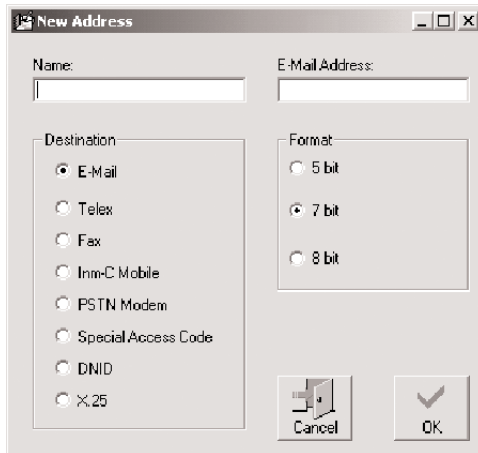 New Address
Name:
E-Mail Address:
Destination
E-Mail
Telex
Fax
Inm-C Mobile
PSTN Modem
Special Access Code
DNID
X.25
Format
5 bit
7 bit
8 bit
Cancel
OK